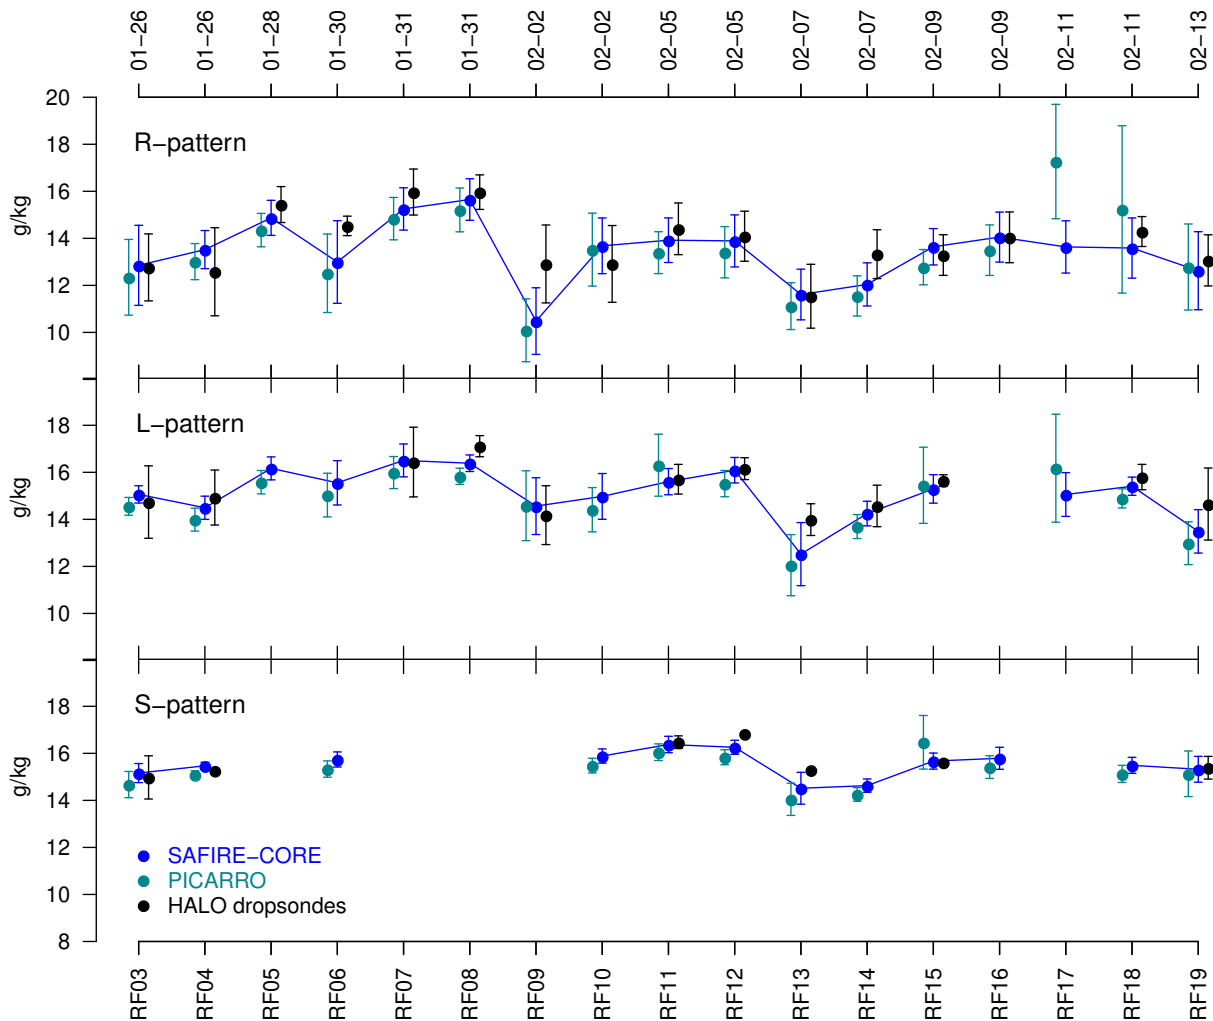 01−26 01−26 01−28 01−30 01−31 01−31 02−02 02−02 02−05 02−05 02−07 02−07 02−09 02−09 02−11 02−11 02−13
20
R−pattern
18
16
g/kg
14
12
10
L−pattern
18
16
g/kg
14
12
10
S−pattern
18
16
g/kg
14
12
SAFIRE−CORE
PICARRO
10
HALO dropsondes
8
RF03 RF04 RF05 RF06 RF07 RF08 RF09 RF10 RF11 RF12 RF13 RF14 RF15 RF16 RF17 RF18 RF19